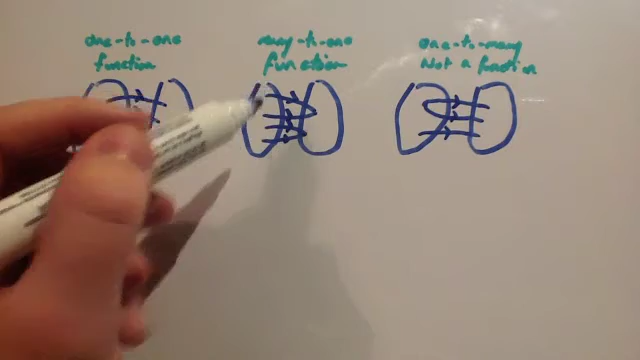 one-to-one
function
many-to-one
function
one-to-many
Not a function